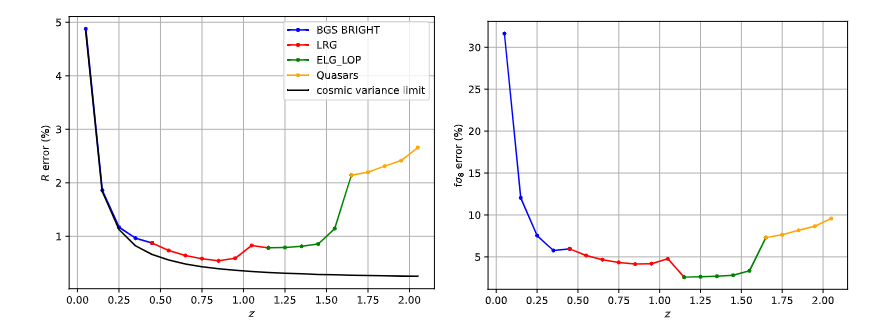 5
4
3
2
1
R error (%)
BGS BRIGHT
LRG
ELG_LOP
Quasars
cosmic variance limit
0.00 0.25 0.50 0.75 1.00 1.25 1.50 1.75 2.00
z
30
25
20
15
10
5
fσ₈ error (%)
0.00 0.25 0.50 0.75 1.00 1.25 1.50 1.75 2.00
z